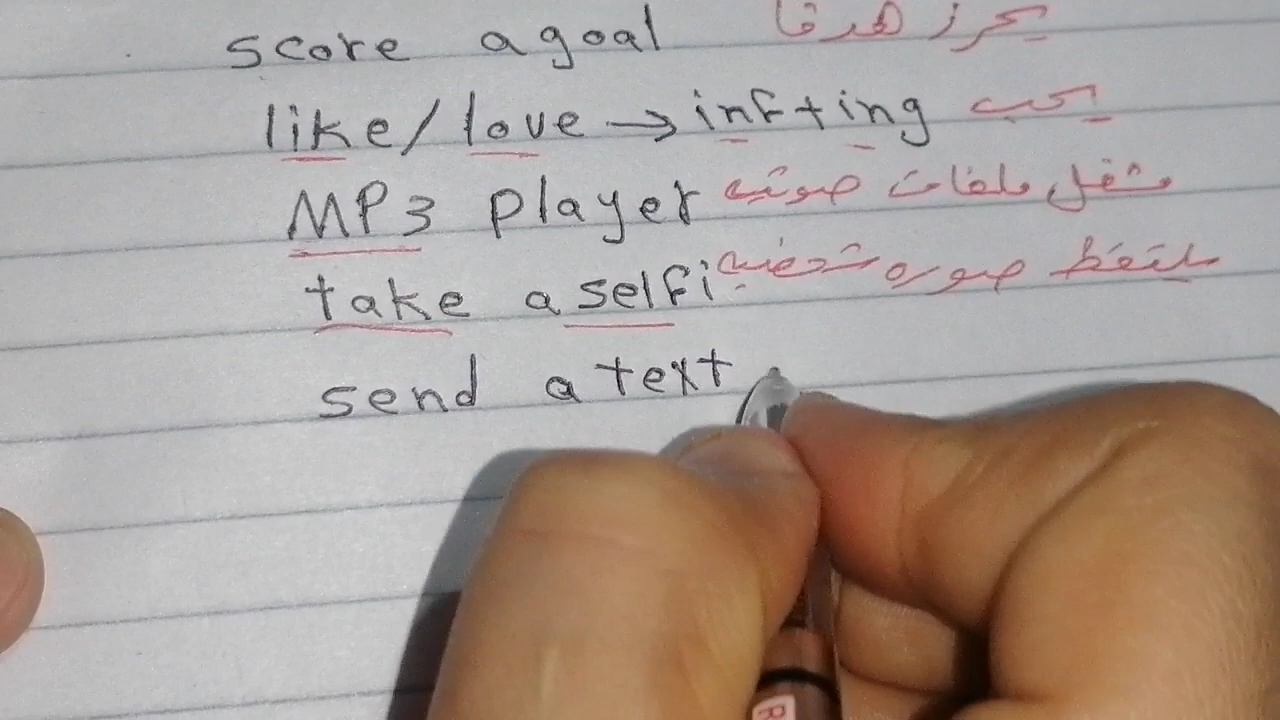 score a goal يحرز هدفا
like/love → inf + ing يحب
MP3 player مشغل ملفات صوتيه
take a selfi يلتقط صوره شخصيه
send a text
R